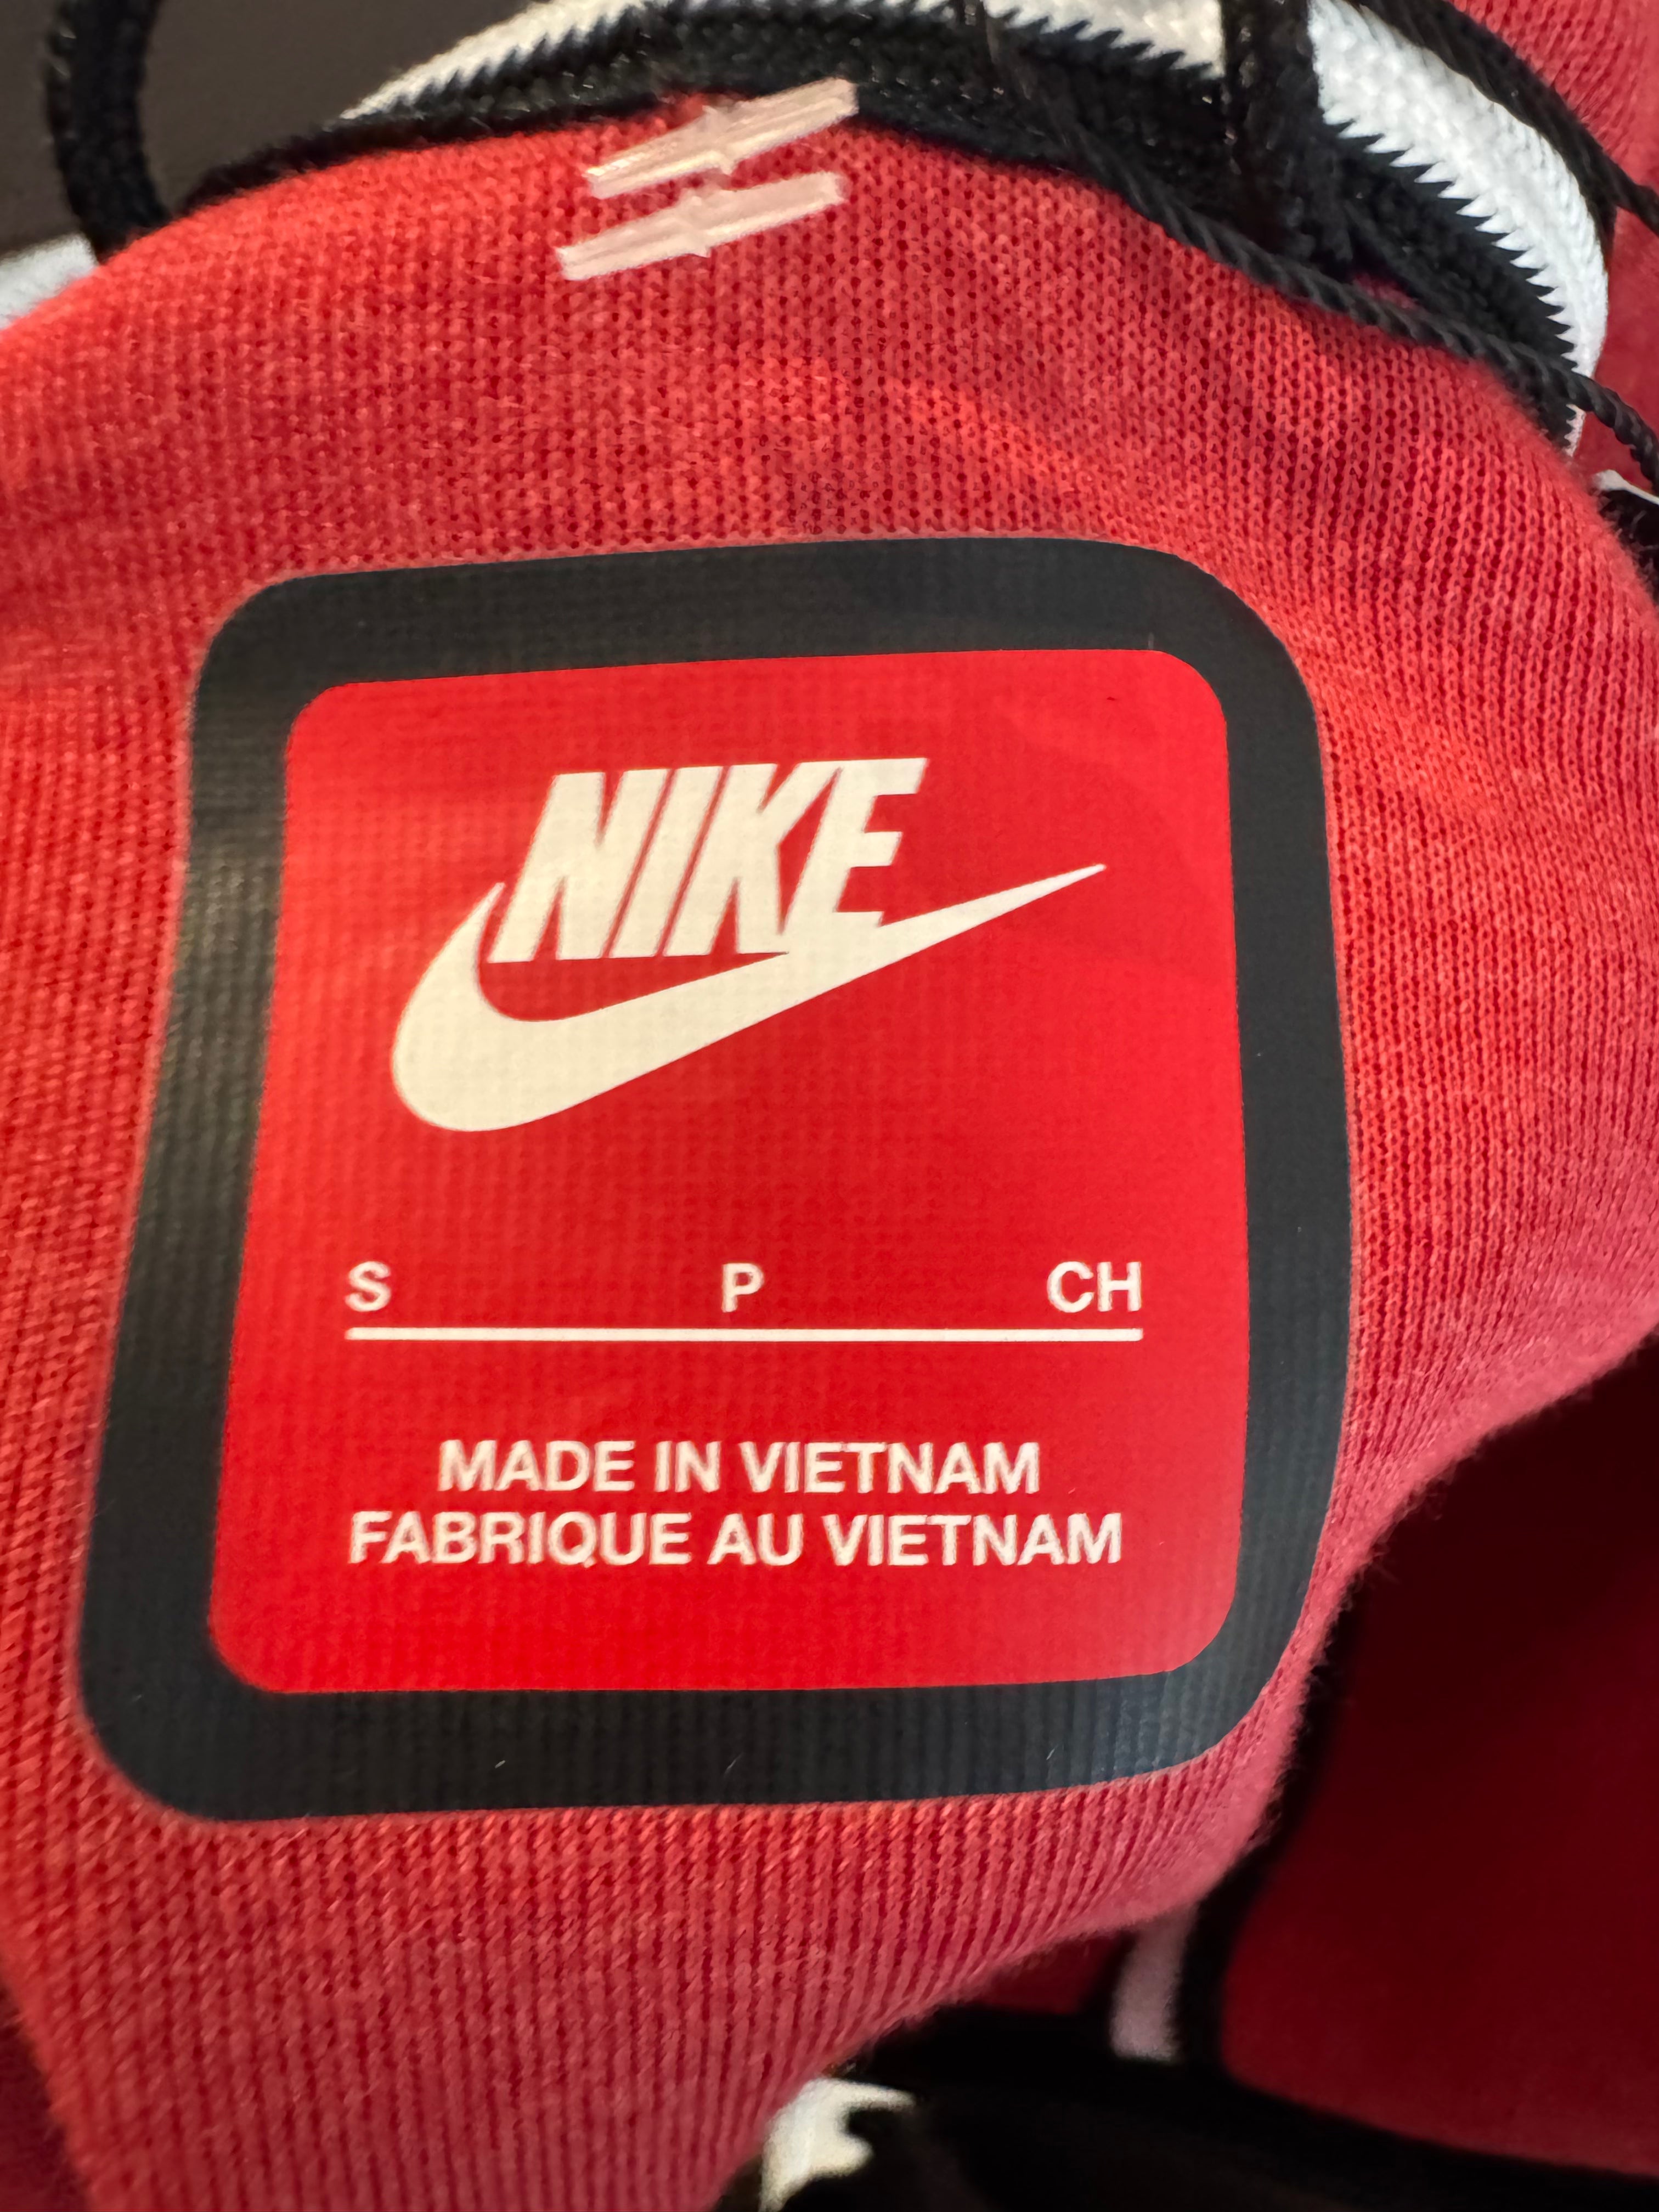 NIKE
S P CH
MADE IN VIETNAM
FABRIQUE AU VIETNAM